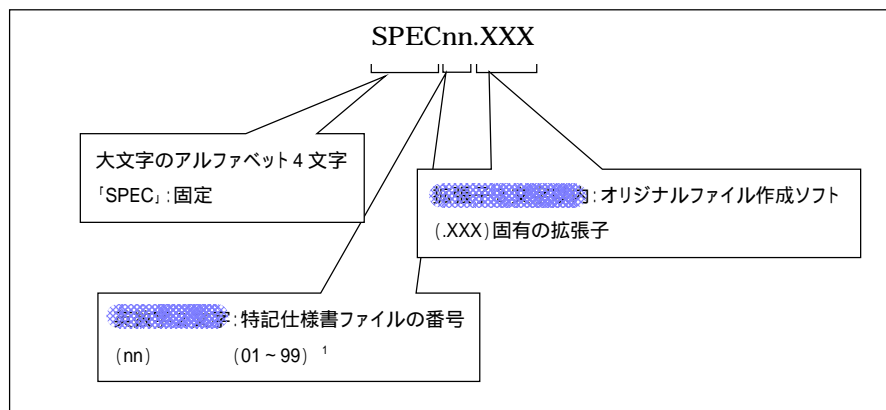 SPECnn.XXX
大文字のアルファベット4文字
「SPEC」:固定
内:オリジナルファイル作成ソフト
(.XXX)固有の拡張子
字:特記仕様書ファイルの番号
(nn) (01~99) 1